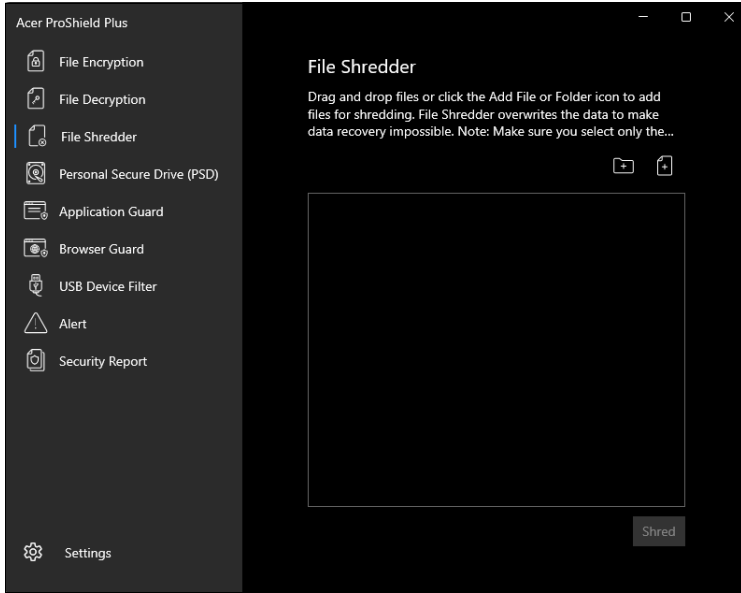 Acer ProShield Plus
File Encryption
File Decryption
File Shredder
Personal Secure Drive (PSD)
Application Guard
Browser Guard
USB Device Filter
Alert
Security Report
Settings
File Shredder
Drag and drop files or click the Add File or Folder icon to add
files for shredding. File Shredder overwrites the data to make
data recovery impossible. Note: Make sure you select only the...
Shred